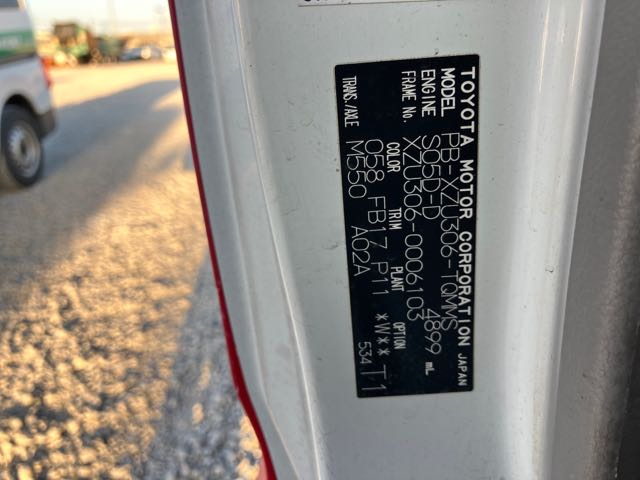 TOYOTA MOTOR CORPORATION JAPAN
MODEL PB-XZU306-TQMMS
ENGINE S05D-D 4899 mL
FRAME No. XZU306-0006103
COLOR TRIM PLANT OPTION
058 FB17 P11 *W**T1
534
TRANS./AXLE M550 A02A